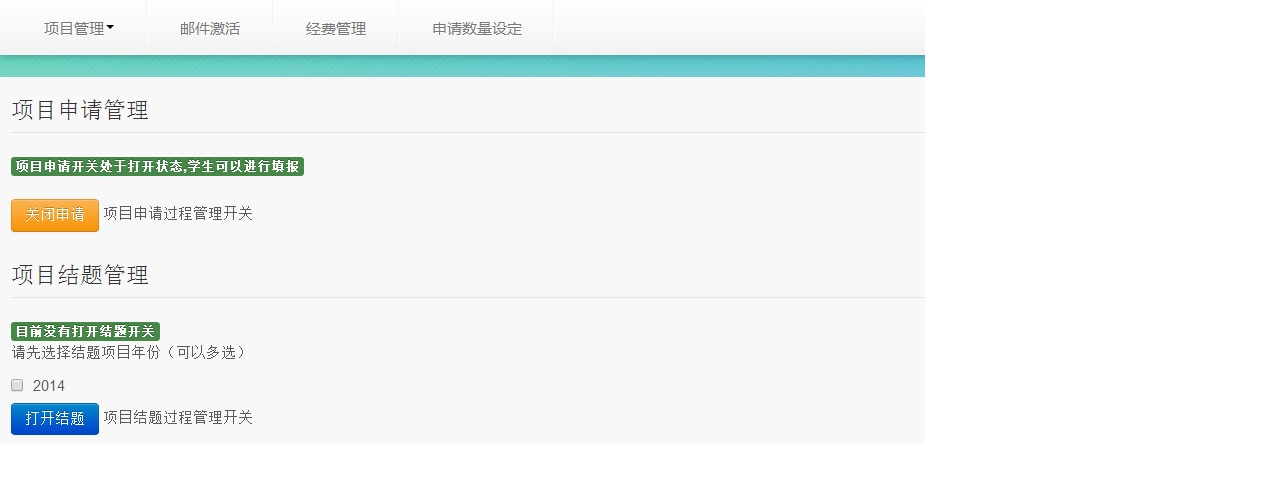 项目管理 邮件激活 经费管理 申请数量设定
项目申请管理
项目申请开关处于打开状态,学生可以进行填报
关闭申请 项目申请过程管理开关
项目结题管理
目前没有打开结题开关
请先选择结题项目年份（可以多选）
2014
打开结题 项目结题过程管理开关